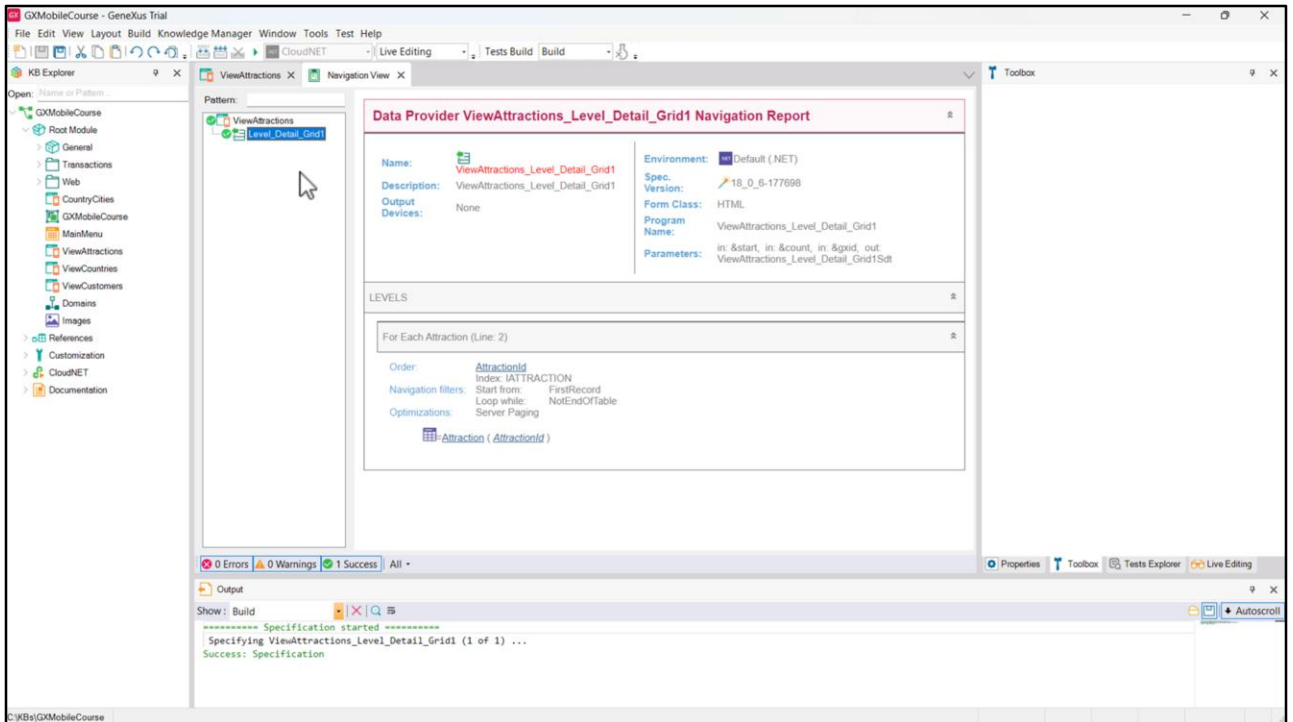 GX GXMobileCourse - GeneXus Trial
File Edit View Layout Build Knowledge Manager Window Tools Test Help
CloudNET Live Editing Tests Build Build
KB Explorer
Open: Name or Pattern...
GXMobileCourse
Root Module
General
Transactions
Web
CountryCities
GXMobileCourse
MainMenu
ViewAttractions
ViewCountries
ViewCustomers
Domains
Images
References
Customization
CloudNET
Documentation
ViewAttractions X Navigation View X
Pattern:
ViewAttractions
Level_Detail_Grid1
Data Provider ViewAttractions_Level_Detail_Grid1 Navigation Report
Name: ViewAttractions_Level_Detail_Grid1
Description: ViewAttractions_Level_Detail_Grid1
Output Devices: None
Environment: Default (.NET)
Spec. Version: 18_0_6-177698
Form Class: HTML
Program Name: ViewAttractions_Level_Detail_Grid1
Parameters: in: &start, in: &count, in: &gxid, out:
ViewAttractions_Level_Detail_Grid1Sdt
LEVELS
For Each Attraction (Line: 2)
Order: AttractionId
Index: IATTRACTION
Navigation filters: Start from: FirstRecord
Loop while: NotEndOfTable
Optimizations: Server Paging
=Attraction ( AttractionId )
0 Errors 0 Warnings 1 Success All
Toolbox
Properties Toolbox Tests Explorer Live Editing
Output
Show: Build
Autoscroll
========== Specification started ==========
Specifying ViewAttractions_Level_Detail_Grid1 (1 of 1) ...
Success: Specification
C:\KBs\GXMobileCourse